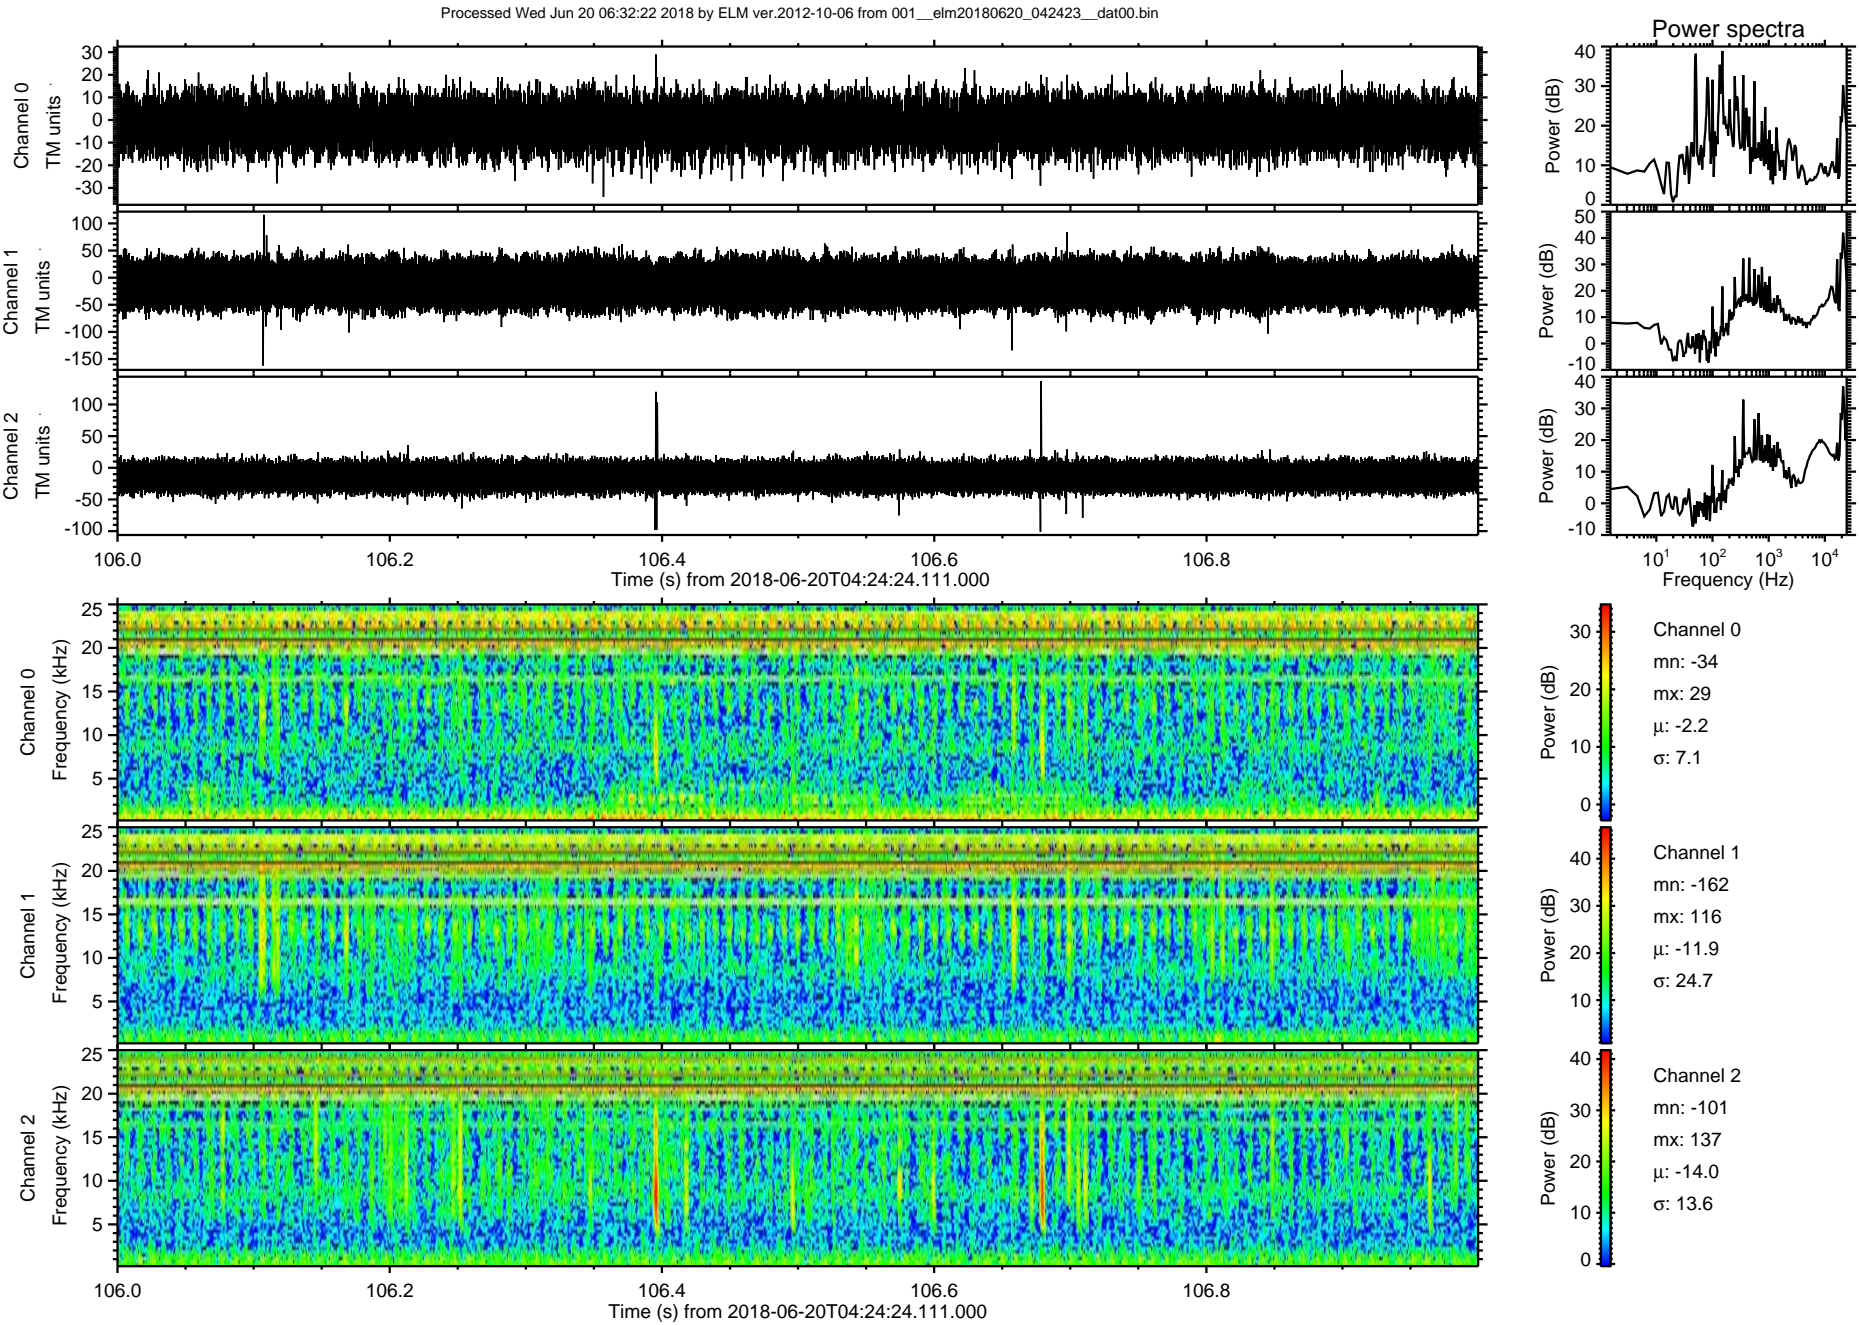 Processed Wed Jun 20 06:32:22 2018 by ELM ver.2012-10-06 from 001__elm20180620_042423__dat00.bin
Power spectra
Channel 0
TM units
30
20
10
0
-10
-20
-30
Power (dB)
40
30
20
10
0
Channel 1
TM units
100
50
0
-50
-100
-150
Power (dB)
50
40
30
20
10
0
-10
Channel 2
TM units
100
50
0
-50
-100
Power (dB)
40
30
20
10
0
-10
106.0 106.2 106.4 106.6 106.8
Time (s) from 2018-06-20T04:24:24.111.000
10¹ 10² 10³ 10⁴
Frequency (Hz)
Channel 0
Frequency (kHz)
25
20
15
10
5
Power (dB)
30
20
10
0
Channel 0
mn: -34
mx: 29
μ: -2.2
σ: 7.1
Channel 1
Frequency (kHz)
25
20
15
10
5
Power (dB)
40
30
20
10
Channel 1
mn: -162
mx: 116
μ: -11.9
σ: 24.7
Channel 2
Frequency (kHz)
25
20
15
10
5
Power (dB)
40
30
20
10
0
Channel 2
mn: -101
mx: 137
μ: -14.0
σ: 13.6
106.0 106.2 106.4 106.6 106.8
Time (s) from 2018-06-20T04:24:24.111.000